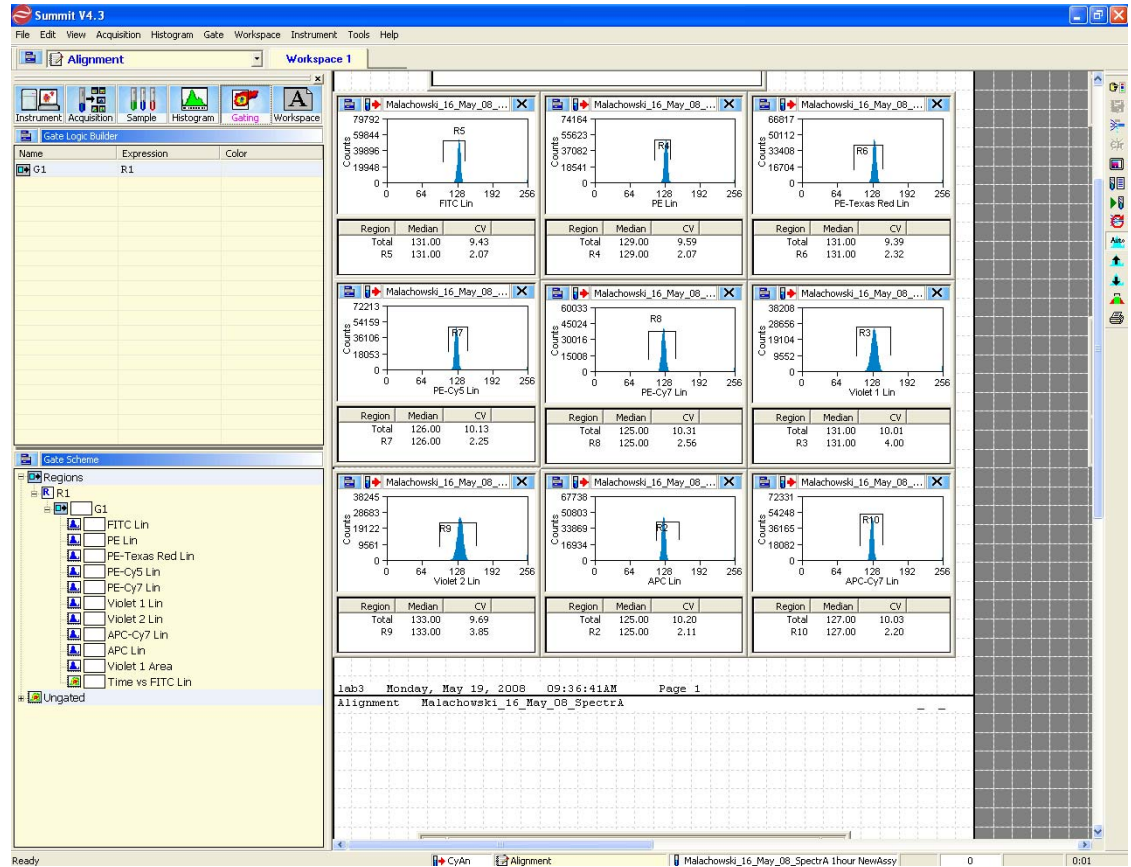 Summit V4.3
File Edit View Acquisition Histogram Gate Workspace Instrument Tools Help
Alignment Workspace 1
Instrument Acquisition Sample Histogram Gating Workspace
Gate Logic Builder
Name Expression Color
G1 R1
Gate Scheme
Regions
R1
G1
FITC Lin
PE Lin
PE-Texas Red Lin
PE-Cy5 Lin
PE-Cy7 Lin
Violet 1 Lin
Violet 2 Lin
APC-Cy7 Lin
APC Lin
Violet 1 Area
Time vs FITC Lin
Ungated
Malachowski_16_May_08_...
79792
59844
39896
19948
0
Counts
R5
0 64 128 192 256
FITC Lin
Region Median CV
Total 131.00 9.43
R5 131.00 2.07
Malachowski_16_May_08_...
74164
55623
37082
18541
0
Counts
R4
0 64 128 192 256
PE Lin
Region Median CV
Total 129.00 9.59
R4 129.00 2.07
Malachowski_16_May_08_...
66817
50112
33408
16704
0
Counts
R6
0 64 128 192 256
PE-Texas Red Lin
Region Median CV
Total 131.00 9.39
R6 131.00 2.32
Malachowski_16_May_08_...
72213
54159
36106
18053
0
Counts
R7
0 64 128 192 256
PE-Cy5 Lin
Region Median CV
Total 126.00 10.13
R7 126.00 2.25
Malachowski_16_May_08_...
60033
45024
30016
15008
0
Counts
R8
0 64 128 192 256
PE-Cy7 Lin
Region Median CV
Total 125.00 10.31
R8 125.00 2.56
Malachowski_16_May_08_...
38208
28656
19104
9552
0
Counts
R3
0 64 128 192 256
Violet 1 Lin
Region Median CV
Total 131.00 10.01
R3 131.00 4.00
Malachowski_16_May_08_...
38245
28683
19122
9561
0
Counts
R9
0 64 128 192 256
Violet 2 Lin
Region Median CV
Total 133.00 9.69
R9 133.00 3.85
Malachowski_16_May_08_...
67738
50803
33869
16934
0
Counts
R2
0 64 128 192 256
APC Lin
Region Median CV
Total 125.00 10.20
R2 125.00 2.11
Malachowski_16_May_08_...
72331
54248
36165
18082
0
Counts
R10
0 64 128 192 256
APC-Cy7 Lin
Region Median CV
Total 127.00 10.03
R10 127.00 2.20
lab3 Monday, May 19, 2008 09:36:41AM Page 1
Alignment Malachowski_16_May_08_SpectrA _ _
Auto
Ready CyAn Alignment Malachowski_16_May_08_SpectrA 1hour NewAssy 0 0:01